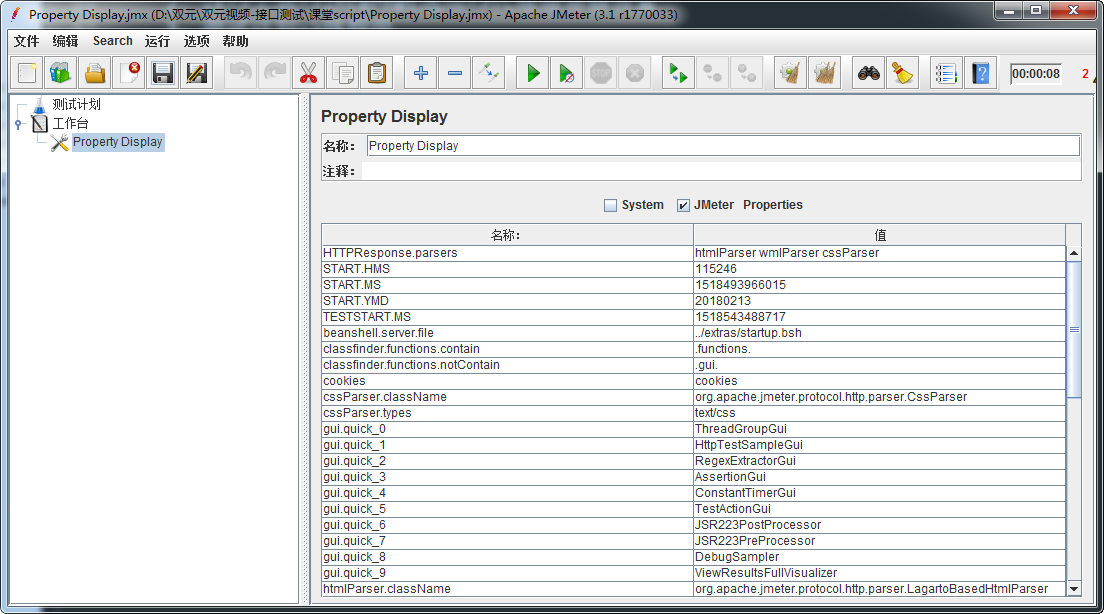 Property Display.jmx (D:\双元\双元视频-接口测试\课堂script\Property Display.jmx) - Apache JMeter (3.1 r1770033)
文件 编辑 Search 运行 选项 帮助
STOP
00:00:08 2
测试计划
工作台
Property Display
Property Display
名称： Property Display
注释：
System JMeter Properties
名称： 值
HTTPResponse.parsers htmlParser wmlParser cssParser
START.HMS 115246
START.MS 1518493966015
START.YMD 20180213
TESTSTART.MS 1518543488717
beanshell.server.file ../extras/startup.bsh
classfinder.functions.contain .functions.
classfinder.functions.notContain .gui.
cookies cookies
cssParser.className org.apache.jmeter.protocol.http.parser.CssParser
cssParser.types text/css
gui.quick_0 ThreadGroupGui
gui.quick_1 HttpTestSampleGui
gui.quick_2 RegexExtractorGui
gui.quick_3 AssertionGui
gui.quick_4 ConstantTimerGui
gui.quick_5 TestActionGui
gui.quick_6 JSR223PostProcessor
gui.quick_7 JSR223PreProcessor
gui.quick_8 DebugSampler
gui.quick_9 ViewResultsFullVisualizer
htmlParser.className org.apache.jmeter.protocol.http.parser.LagartoBasedHtmlParser